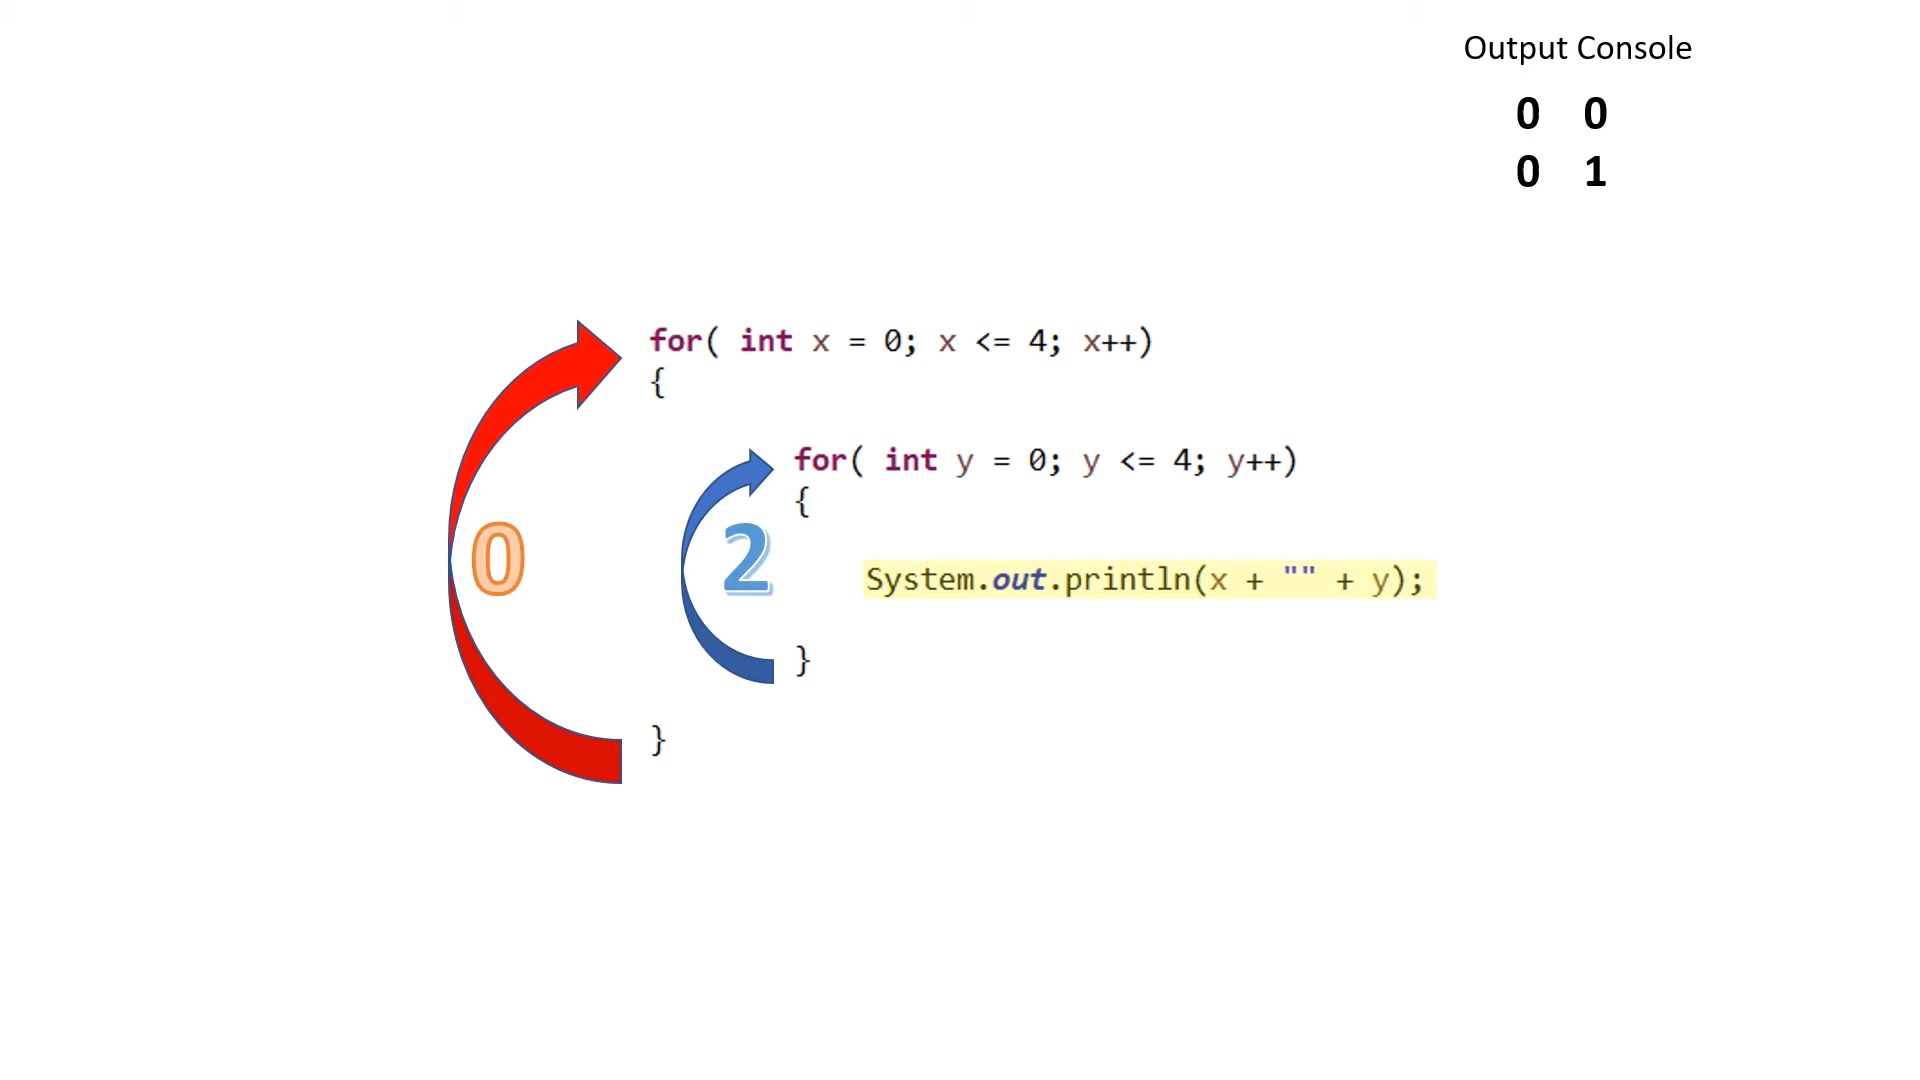 Output Console
0 0
0 1
for( int x = 0; x <= 4; x++)
{
for( int y = 0; y <= 4; y++)
{
0
2
System.out.println(x + "" + y);
}
}